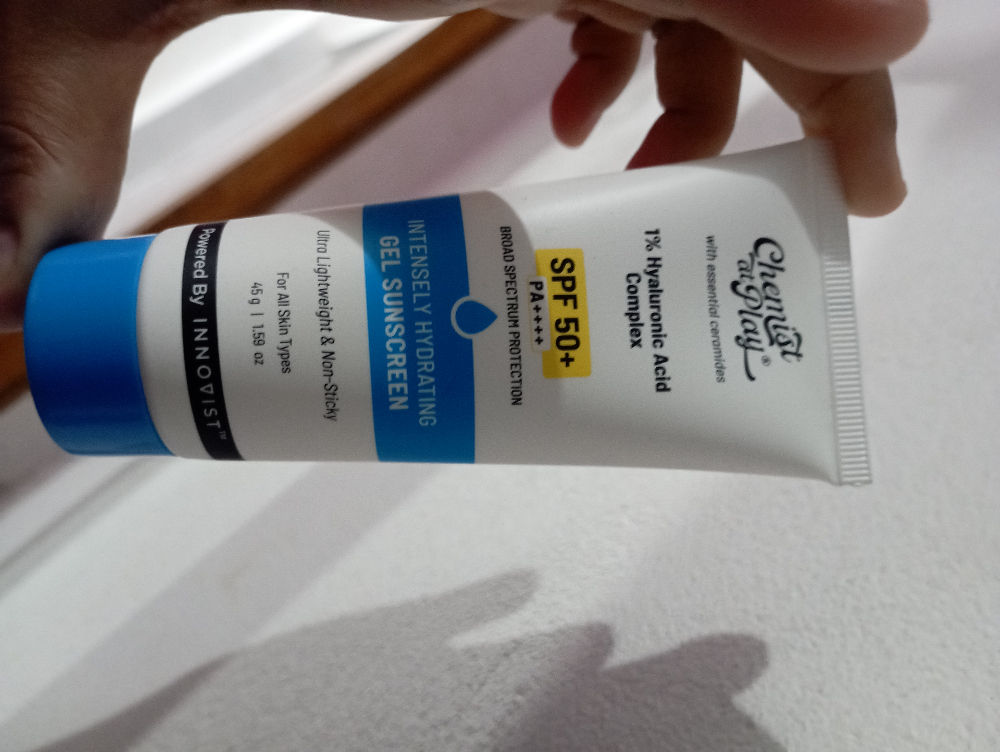 Chemist
at Play®
with essential ceramides
1% Hyaluronic Acid
Complex
SPF 50+
PA++++
BROAD SPECTRUM PROTECTION
INTENSELY HYDRATING
GEL SUNSCREEN
Ultra Lightweight & Non-Sticky
For All Skin Types
45 g | 1.59 oz
Powered By INNOVIST™